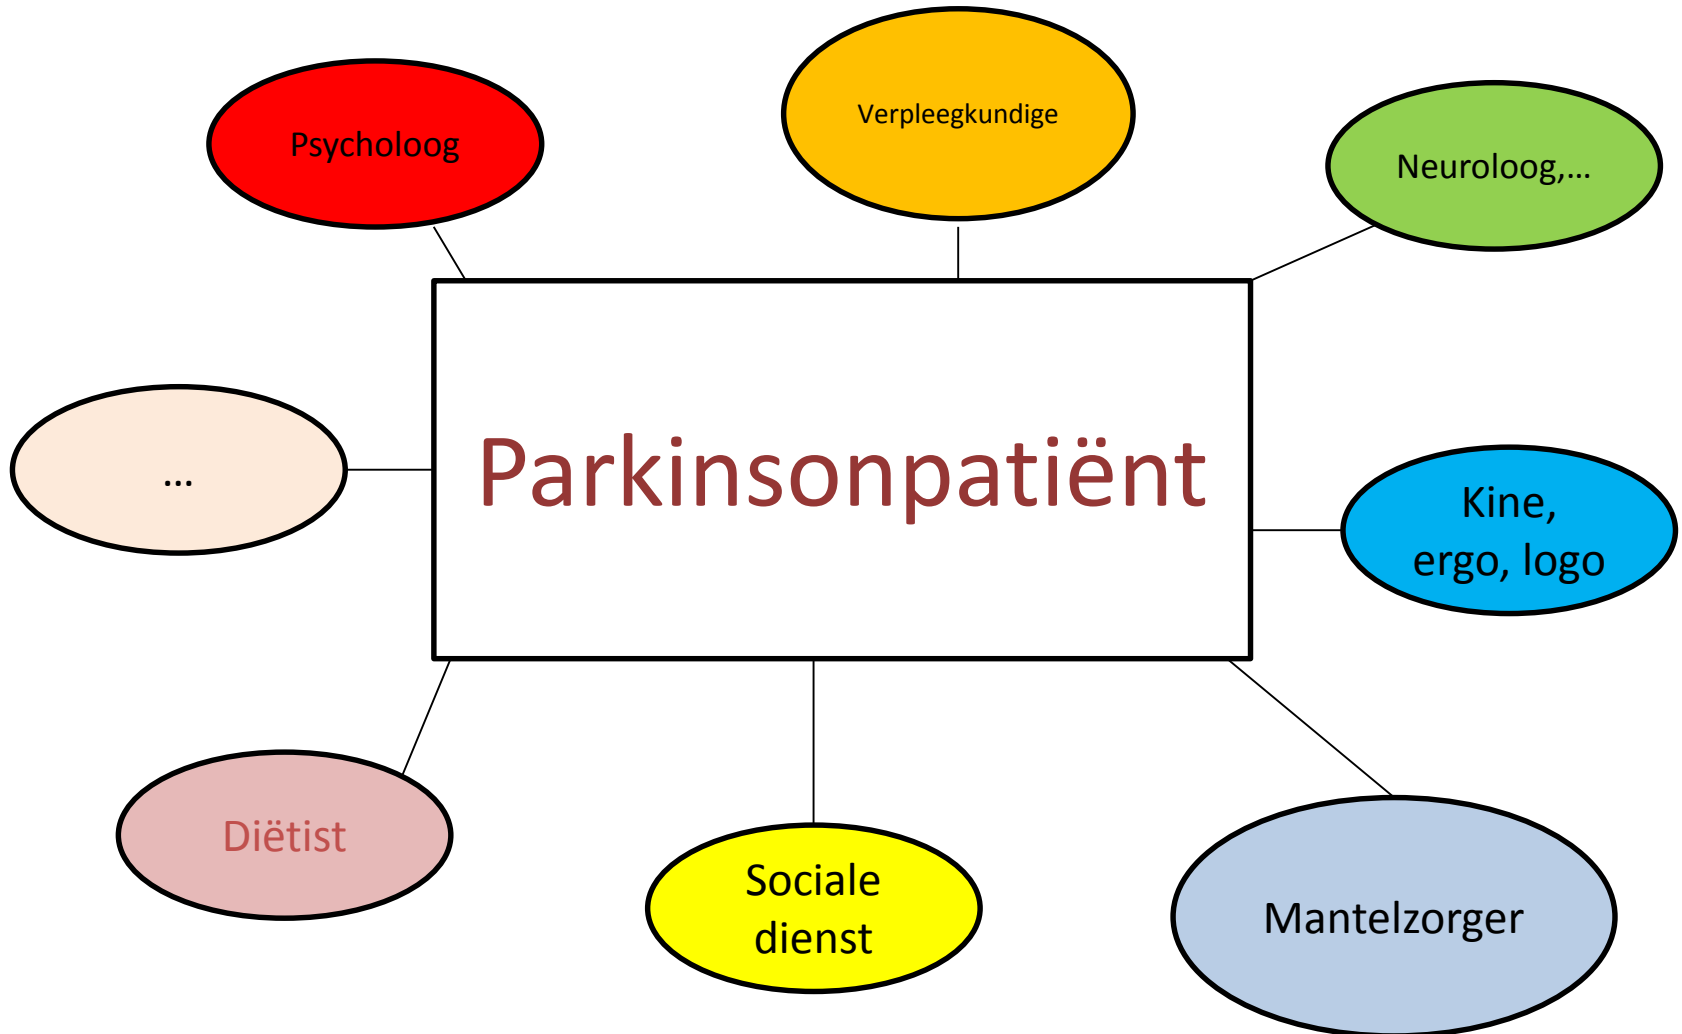 Psycholoog
Verpleegkundige
Neuroloog,...
Parkinsonpatiënt
...
Kine,
ergo, logo
Diëtist
Sociale
dienst
Mantelzorger